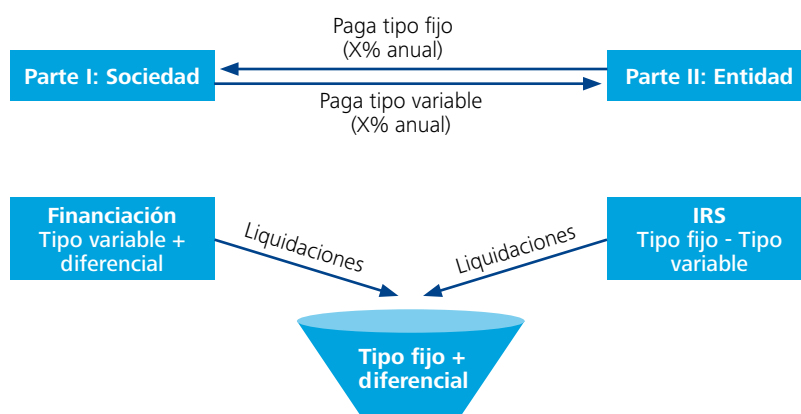 Paga tipo fijo
(X% anual)
Parte I: Sociedad
Parte II: Entidad
Paga tipo variable
(X% anual)
Financiación
Tipo variable +
diferencial
Liquidaciones
Liquidaciones
IRS
Tipo fijo - Tipo
variable
Tipo fijo +
diferencial